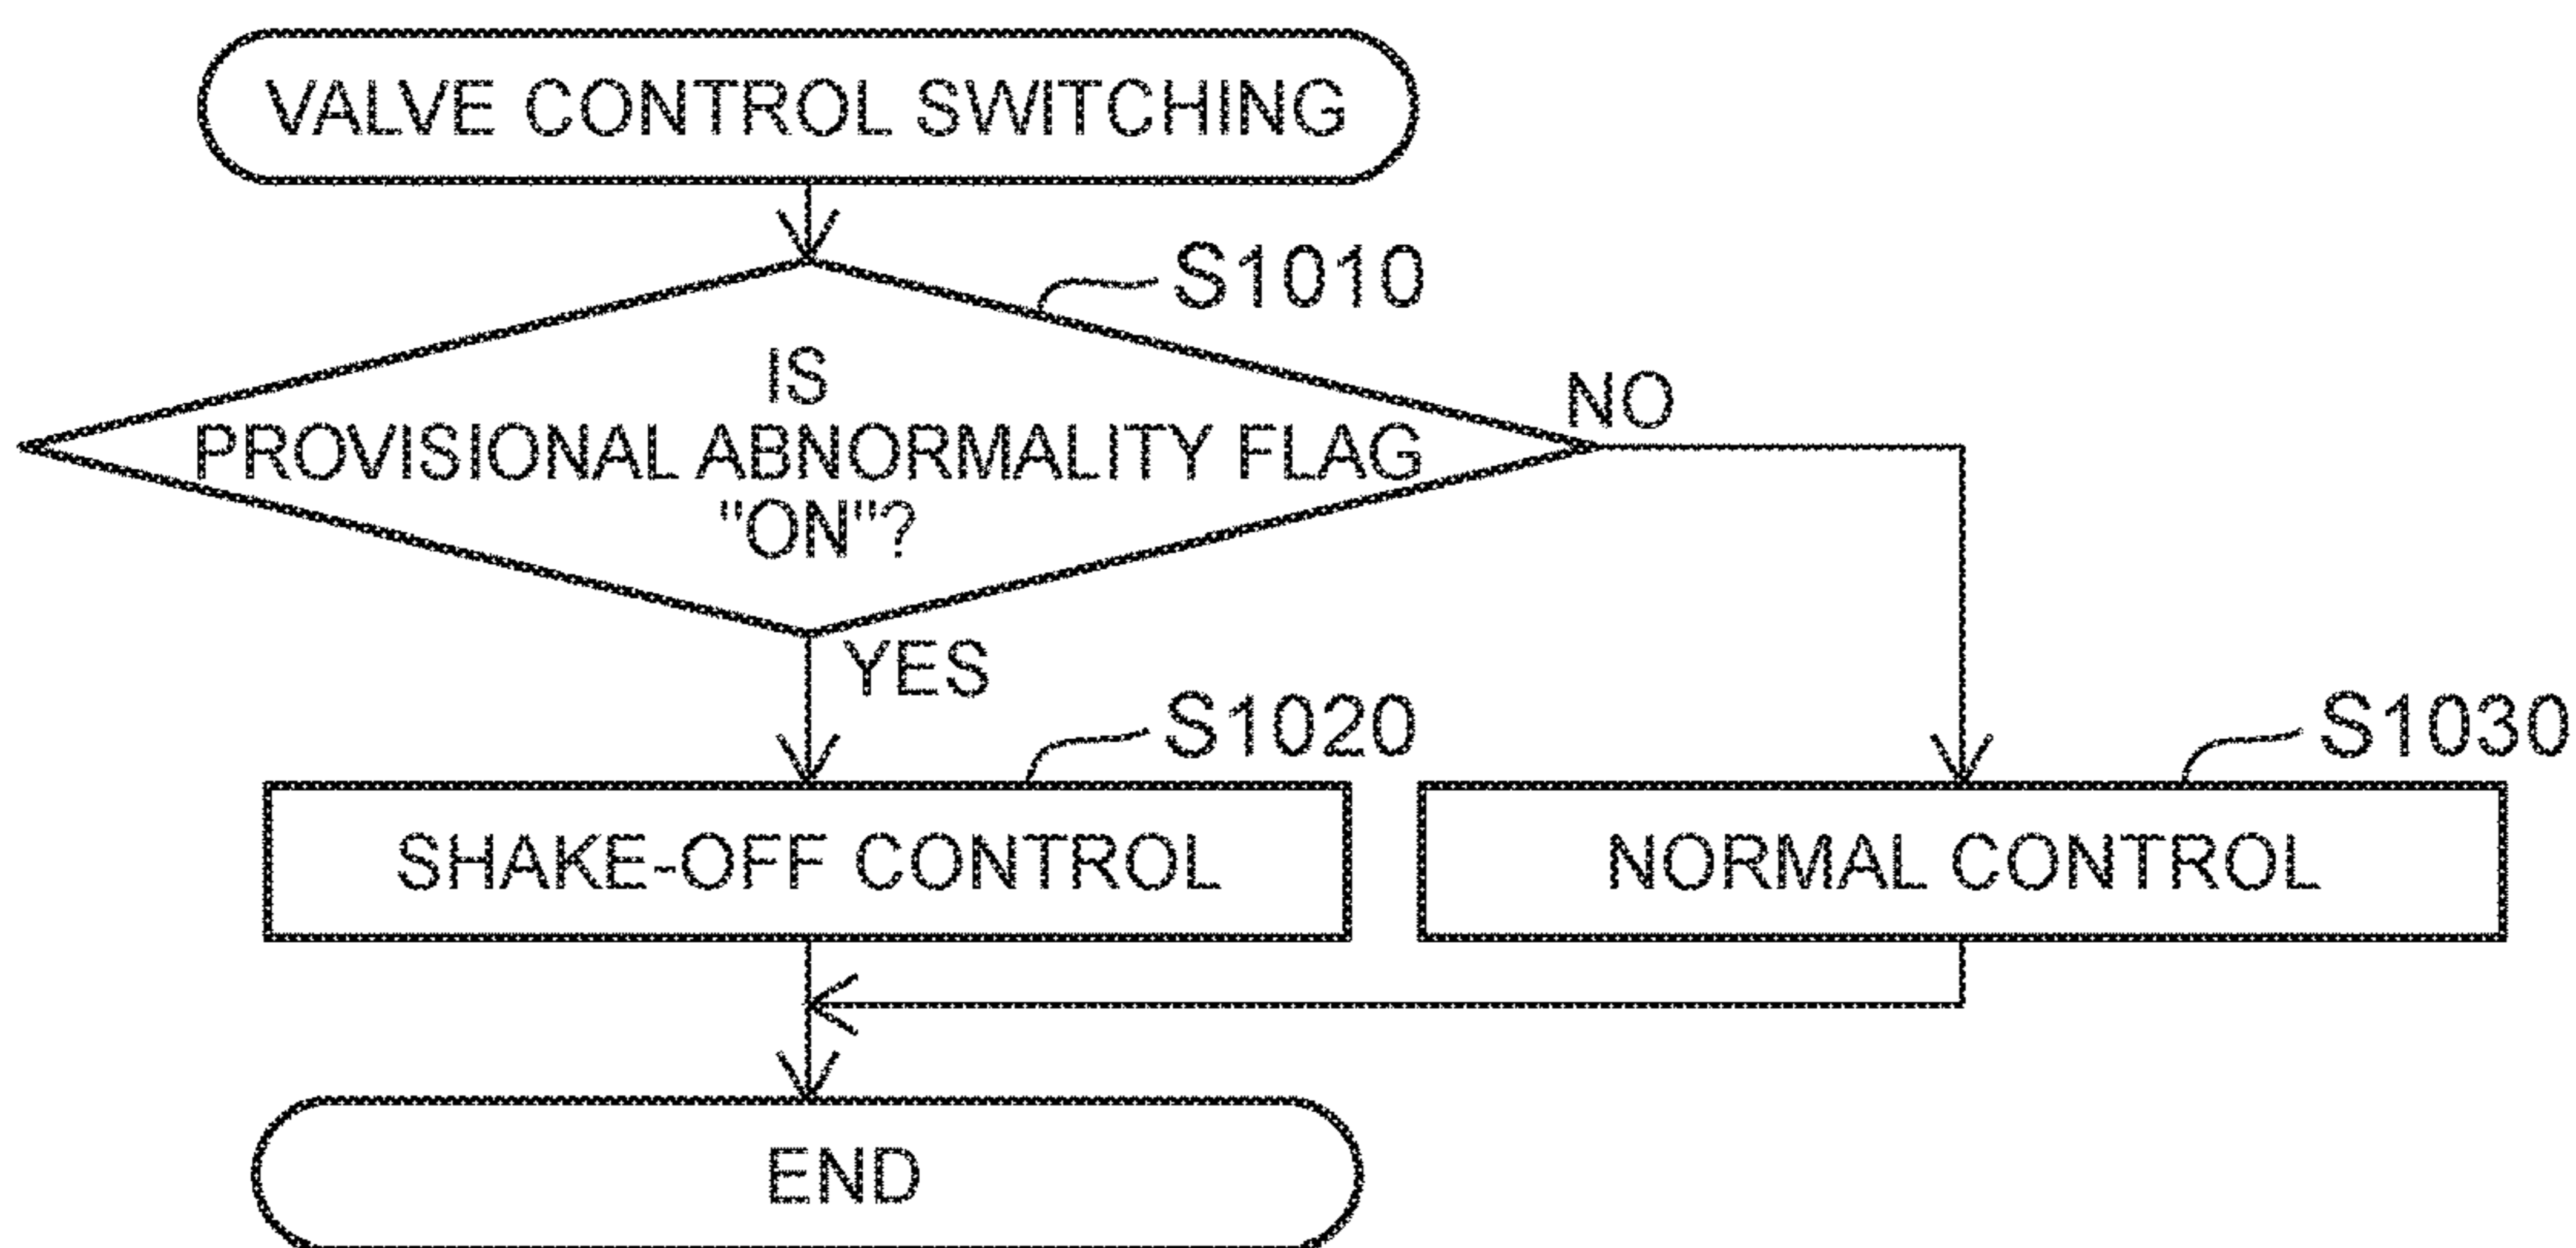 VALVE CONTROL SWITCHING
S1010
IS
PROVISIONAL ABNORMALITY FLAG
"ON"?
NO
YES
S1020
S1030
SHAKE-OFF CONTROL
NORMAL CONTROL
END